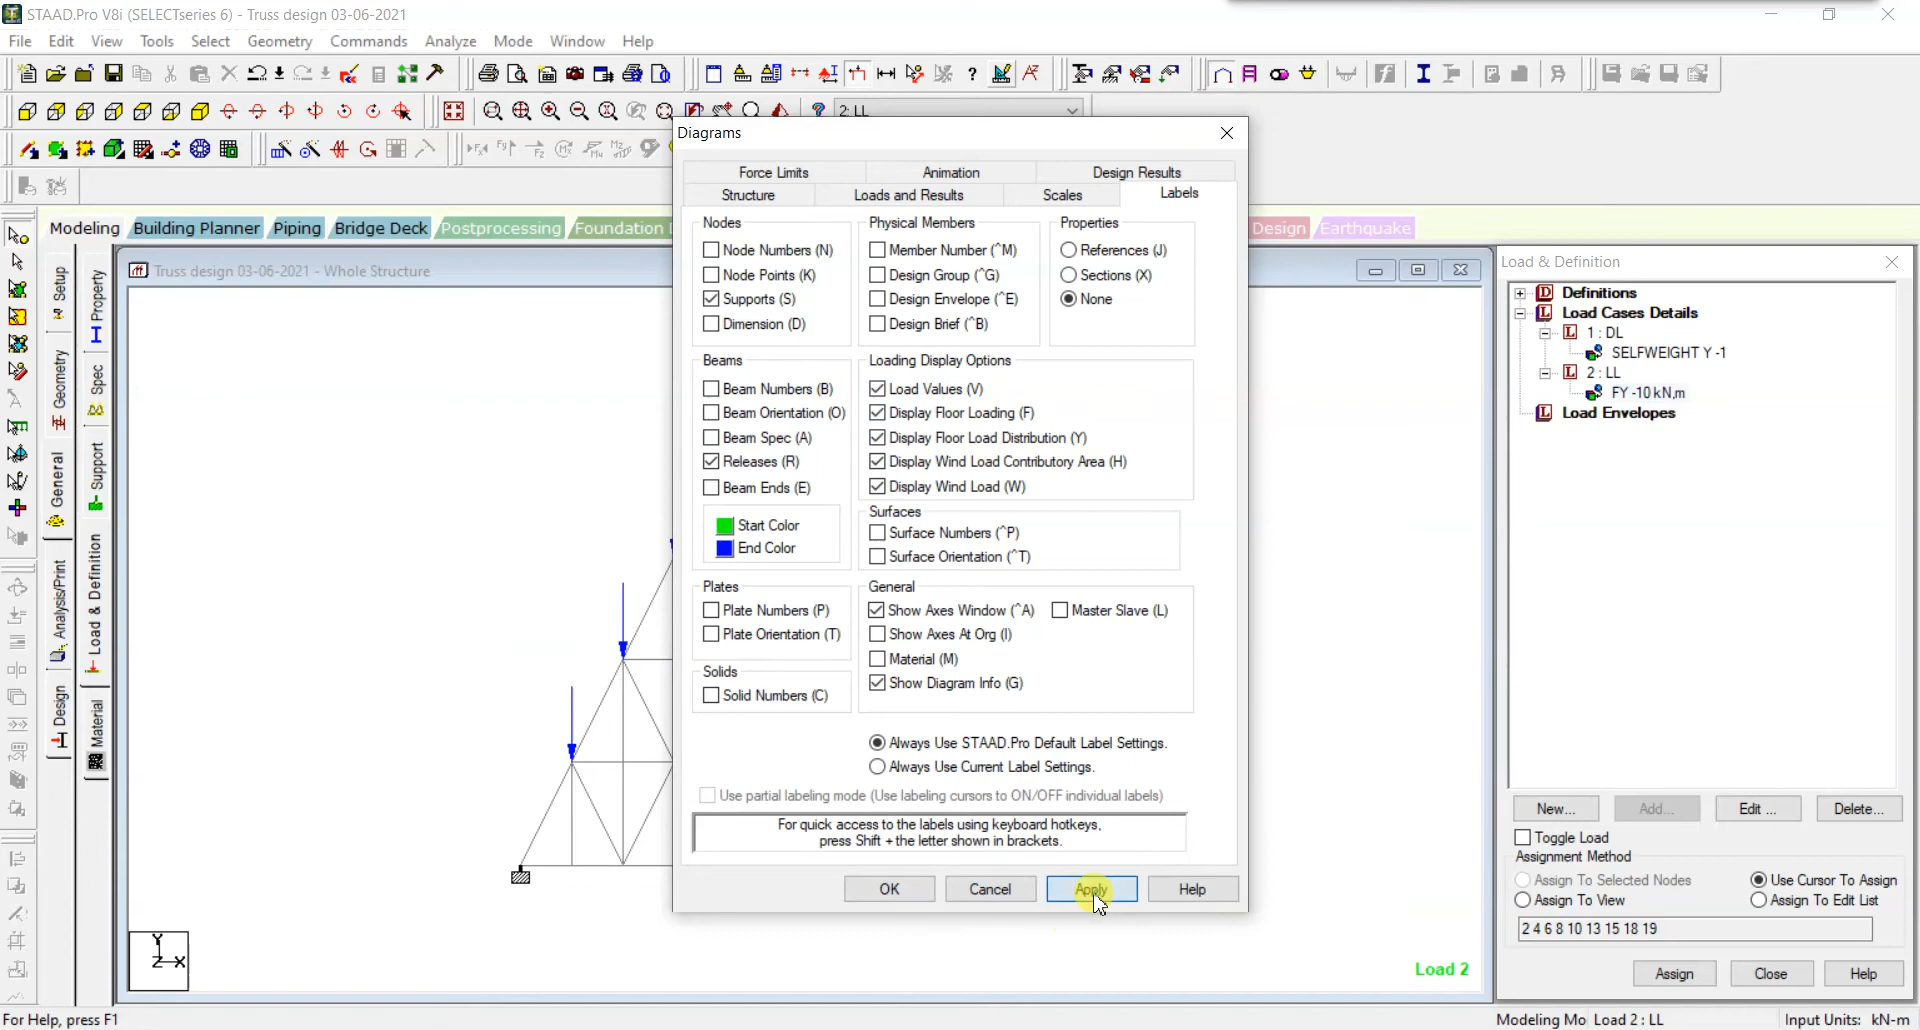 STAAD.Pro V8i (SELECTseries 6) - Truss design 03-06-2021
File Edit View Tools Select Geometry Commands Analyze Mode Window Help
2: LL
Modeling Building Planner Piping Bridge Deck Postprocessing Foundation Design Earthquake
Setup
Geometry
General
Analysis/Print
Design
Property
Spec
Support
Load & Definition
Material
Truss design 03-06-2021 - Whole Structure
Y
Z X
Load 2
Diagrams
Force Limits Animation Design Results
Structure Loads and Results Scales Labels
Nodes
Node Numbers (N)
Node Points (K)
Supports (S)
Dimension (D)
Physical Members
Member Number (^M)
Design Group (^G)
Design Envelope (^E)
Design Brief (^B)
Properties
References (J)
Sections (X)
None
Beams
Beam Numbers (B)
Beam Orientation (O)
Beam Spec (A)
Releases (R)
Beam Ends (E)
Start Color
End Color
Loading Display Options
Load Values (V)
Display Floor Loading (F)
Display Floor Load Distribution (Y)
Display Wind Load Contributory Area (H)
Display Wind Load (W)
Surfaces
Surface Numbers (^P)
Surface Orientation (^T)
Plates
Plate Numbers (P)
Plate Orientation (T)
Solids
Solid Numbers (C)
General
Show Axes Window (^A) Master Slave (L)
Show Axes At Org (I)
Material (M)
Show Diagram Info (G)
Always Use STAAD.Pro Default Label Settings.
Always Use Current Label Settings.
Use partial labeling mode (Use labeling cursors to ON/OFF individual labels)
For quick access to the labels using keyboard hotkeys,
press Shift + the letter shown in brackets.
OK Cancel Apply Help
Load & Definition
Definitions
Load Cases Details
1 : DL
SELFWEIGHT Y -1
2 : LL
FY -10 kN,m
Load Envelopes
New... Add... Edit ... Delete...
Toggle Load
Assignment Method
Assign To Selected Nodes Use Cursor To Assign
Assign To View Assign To Edit List
2 4 6 8 10 13 15 18 19
Assign Close Help
For Help, press F1
Modeling Mo Load 2 : LL Input Units: kN-m